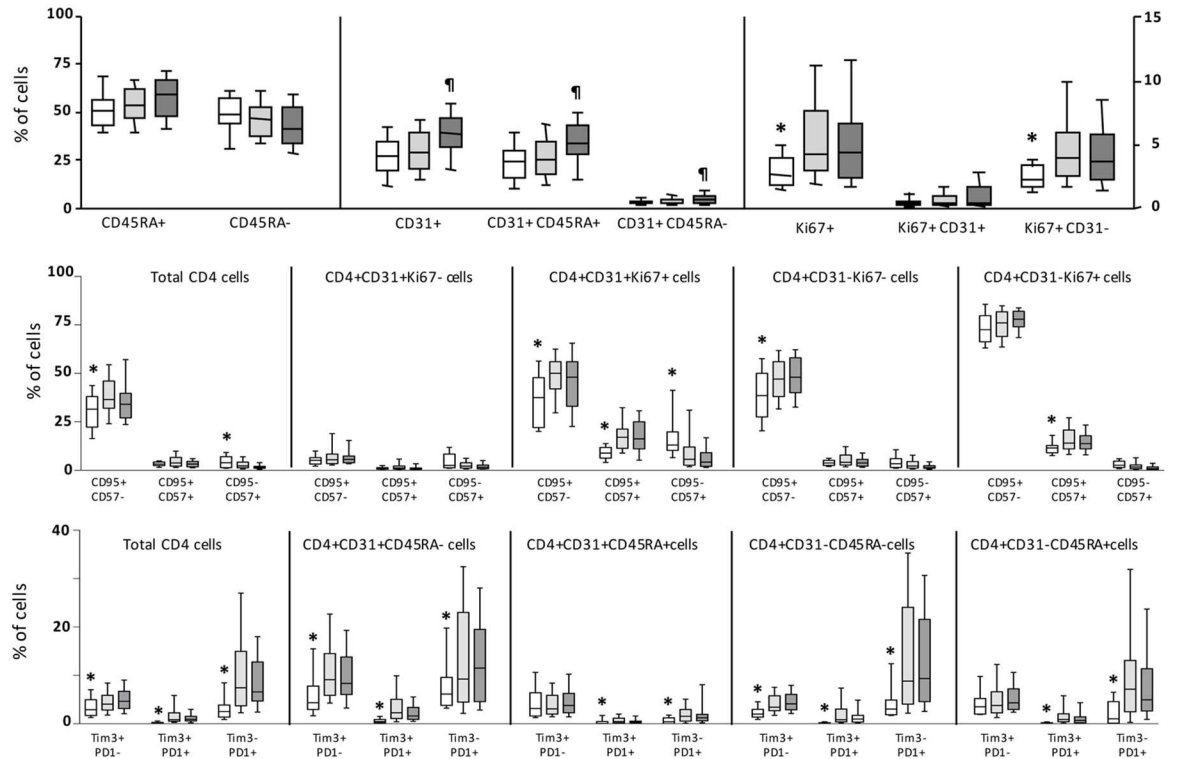 100
75
50
25
0
% of cells
15
10
5
0
¶ ¶ ¶ * *
CD45RA+ CD45RA- CD31+ CD31+ CD45RA+ CD31+ CD45RA- Ki67+ Ki67+ CD31+ Ki67+ CD31-
100
75
50
25
0
% of cells
Total CD4 cells CD4+CD31+Ki67- cells CD4+CD31+Ki67+ cells CD4+CD31-Ki67- cells CD4+CD31-Ki67+ cells
* * * * * * *
CD95+ CD95+ CD95- CD95+ CD95+ CD95- CD95+ CD95+ CD95- CD95+ CD95+ CD95- CD95+ CD95+ CD95-
CD57- CD57+ CD57+ CD57- CD57+ CD57+ CD57- CD57+ CD57+ CD57- CD57+ CD57+ CD57- CD57+ CD57+
40
20
0
% of cells
Total CD4 cells CD4+CD31+CD45RA- cells CD4+CD31+CD45RA+cells CD4+CD31-CD45RA-cells CD4+CD31-CD45RA+cells
* * * * * * * * * * * * *
Tim3+ Tim3+ Tim3- Tim3+ Tim3+ Tim3- Tim3+ Tim3+ Tim3- Tim3+ Tim3+ Tim3- Tim3+ Tim3+ Tim3-
PD1- PD1+ PD1+ PD1- PD1+ PD1+ PD1- PD1+ PD1+ PD1- PD1+ PD1+ PD1- PD1+ PD1+